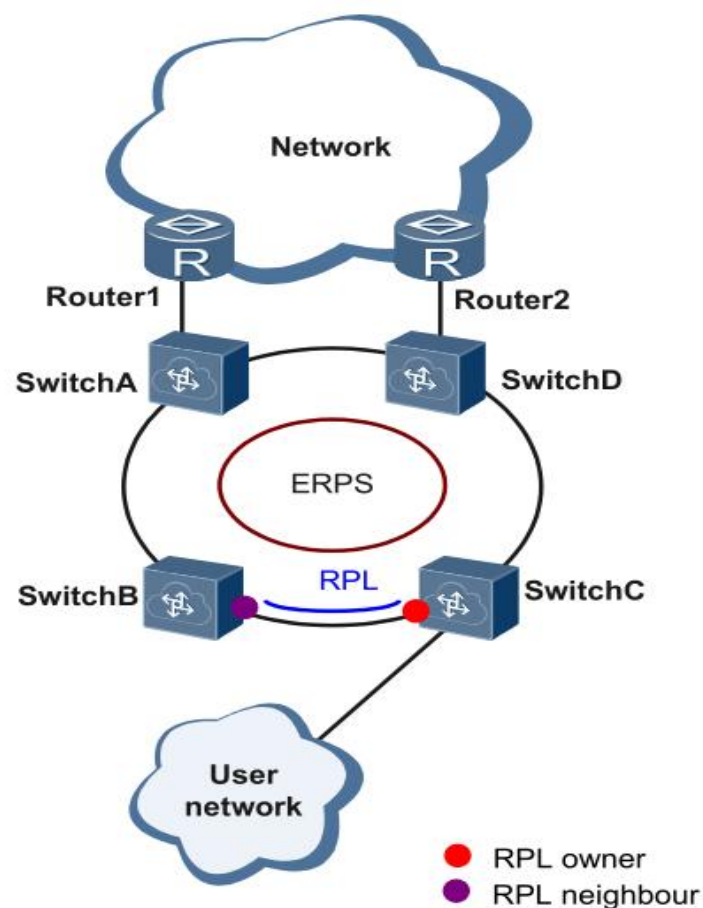 Network
R
R
Router1
Router2
SwitchA
SwitchD
ERPS
RPL
SwitchB
SwitchC
User
network
RPL owner
RPL neighbour